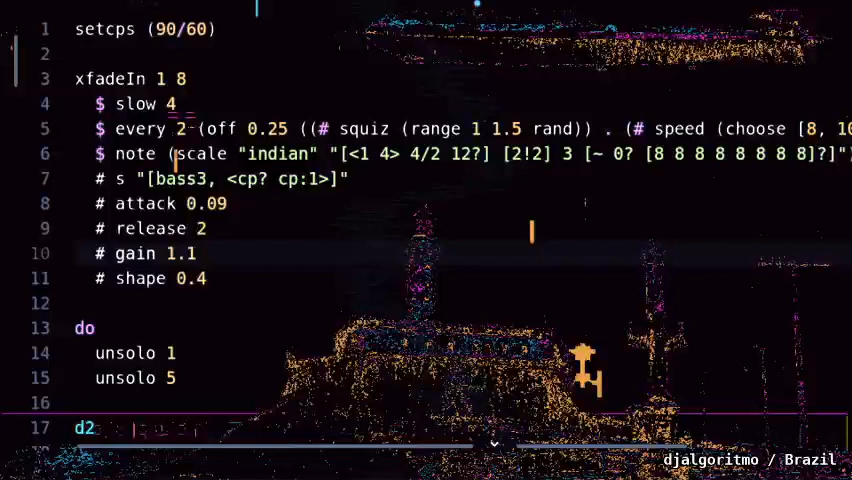 1 setcps (90/60)
2
3 xfadeIn 1 8
4 $ slow 4
5 $ every 2 (off 0.25 ((# squiz (range 1 1.5 rand)) . (# speed (choose [8, 10
6 $ note (scale "indian" "[<1 4> 4/2 12?] [2!2] 3 [~ 0? [8 8 8 8 8 8 8 8]?]")
7 # s "[bass3, <cp? cp:1>]"
8 # attack 0.09
9 # release 2
10 # gain 1.1
11 # shape 0.4
12
13 do
14 unsolo 1
15 unsolo 5
16
17 d2
djalgoritmo / Brazil